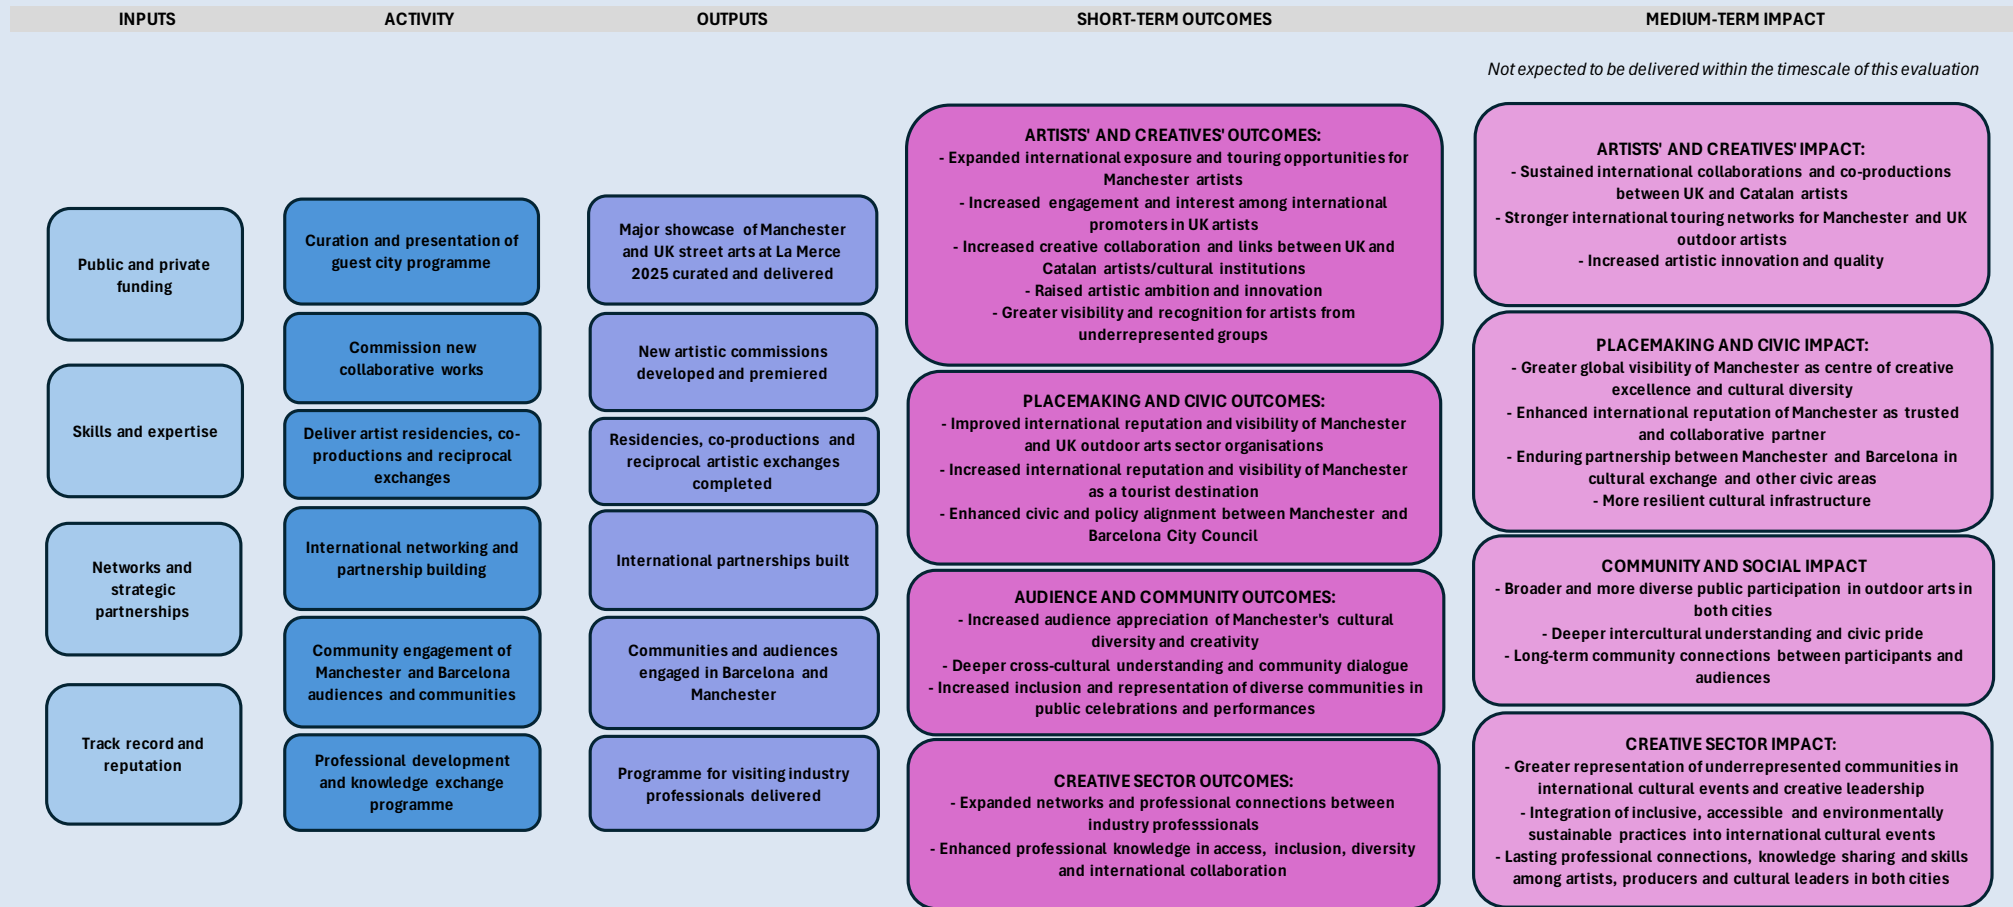 INPUTS
ACTIVITY
OUTPUTS
SHORT-TERM OUTCOMES
MEDIUM-TERM IMPACT
Public and private
funding
Skills and expertise
Networks and
strategic
partnerships
Track record and
reputation
Curation and presentation of
guest city programme
Commission new
collaborative works
Deliver artist residencies, co-
productions and reciprocal
exchanges
International networking and
partnership building
Community engagement of
Manchester and Barcelona
audiences and communities
Professional development
and knowledge exchange
programme
Major showcase of Manchester
and UK street arts at La Merce
2025 curated and delivered
New artistic commissions
developed and premiered
Residencies, co-productions and
reciprocal artistic exchanges
completed
International partnerships built
Communities and audiences
engaged in Barcelona and
Manchester
Programme for visiting industry
professionals delivered
ARTISTS' AND CREATIVES' OUTCOMES:
- Expanded international exposure and touring opportunities for
Manchester artists
- Increased engagement and interest among international
promoters in UK artists
- Increased creative collaboration and links between UK and
Catalan artists/cultural institutions
- Raised artistic ambition and innovation
- Greater visibility and recognition for artists from
underrepresented groups
PLACEMAKING AND CIVIC OUTCOMES:
- Improved international reputation and visibility of Manchester
and UK outdoor arts sector organisations
- Increased international reputation and visibility of Manchester
as a tourist destination
- Enhanced civic and policy alignment between Manchester and
Barcelona City Council
AUDIENCE AND COMMUNITY OUTCOMES:
- Increased audience appreciation of Manchester's cultural
diversity and creativity
- Deeper cross-cultural understanding and community dialogue
- Increased inclusion and representation of diverse communities in
public celebrations and performances
CREATIVE SECTOR OUTCOMES:
- Expanded networks and professional connections between
industry professsionals
- Enhanced professional knowledge in access, inclusion, diversity
and international collaboration
Not expected to be delivered within the timescale of this evaluation
ARTISTS' AND CREATIVES' IMPACT:
- Sustained international collaborations and co-productions
between UK and Catalan artists
- Stronger international touring networks for Manchester and UK
outdoor artists
- Increased artistic innovation and quality
PLACEMAKING AND CIVIC IMPACT:
- Greater global visibility of Manchester as centre of creative
excellence and cultural diversity
- Enhanced international reputation of Manchester as trusted
and collaborative partner
- Enduring partnership between Manchester and Barcelona in
cultural exchange and other civic areas
- More resilient cultural infrastructure
COMMUNITY AND SOCIAL IMPACT
- Broader and more diverse public participation in outdoor arts in
both cities
- Deeper intercultural understanding and civic pride
- Long-term community connections between participants and
audiences
CREATIVE SECTOR IMPACT:
- Greater representation of underrepresented communities in
international cultural events and creative leadership
- Integration of inclusive, accessible and environmentally
sustainable practices into international cultural events
- Lasting professional connections, knowledge sharing and skills
among artists, producers and cultural leaders in both cities